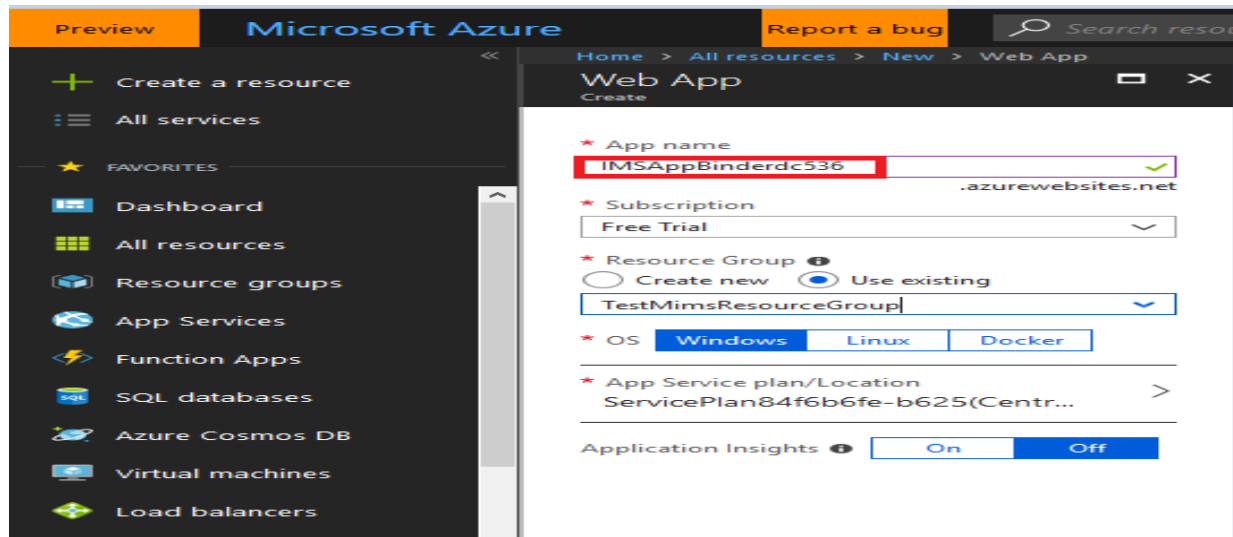 Preview Microsoft Azure Report a bug Search resou
Home > All resources > New > Web App
Create a resource
All services
FAVORITES
Dashboard
All resources
Resource groups
App Services
Function Apps
SQL databases
Azure Cosmos DB
Virtual machines
Load balancers
Web App
Create
* App name
IMSAppBinderdc536
.azurewebsites.net
* Subscription
Free Trial
* Resource Group
Create new Use existing
TestMimsResourceGroup
* OS Windows Linux Docker
* App Service plan/Location
ServicePlan84f6b6fe-b625(Centr...
Application Insights On Off